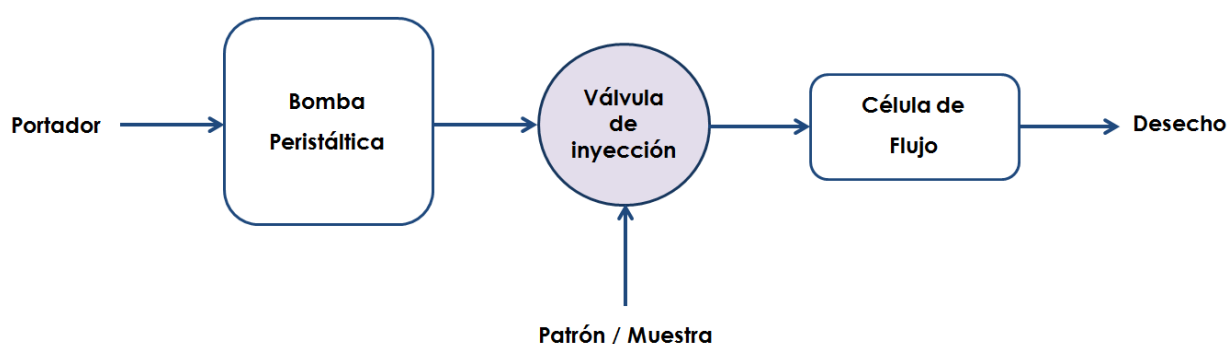 Portador
Bomba
Peristáltica
Válvula
de
inyección
Célula de
Flujo
Desecho
Patrón / Muestra